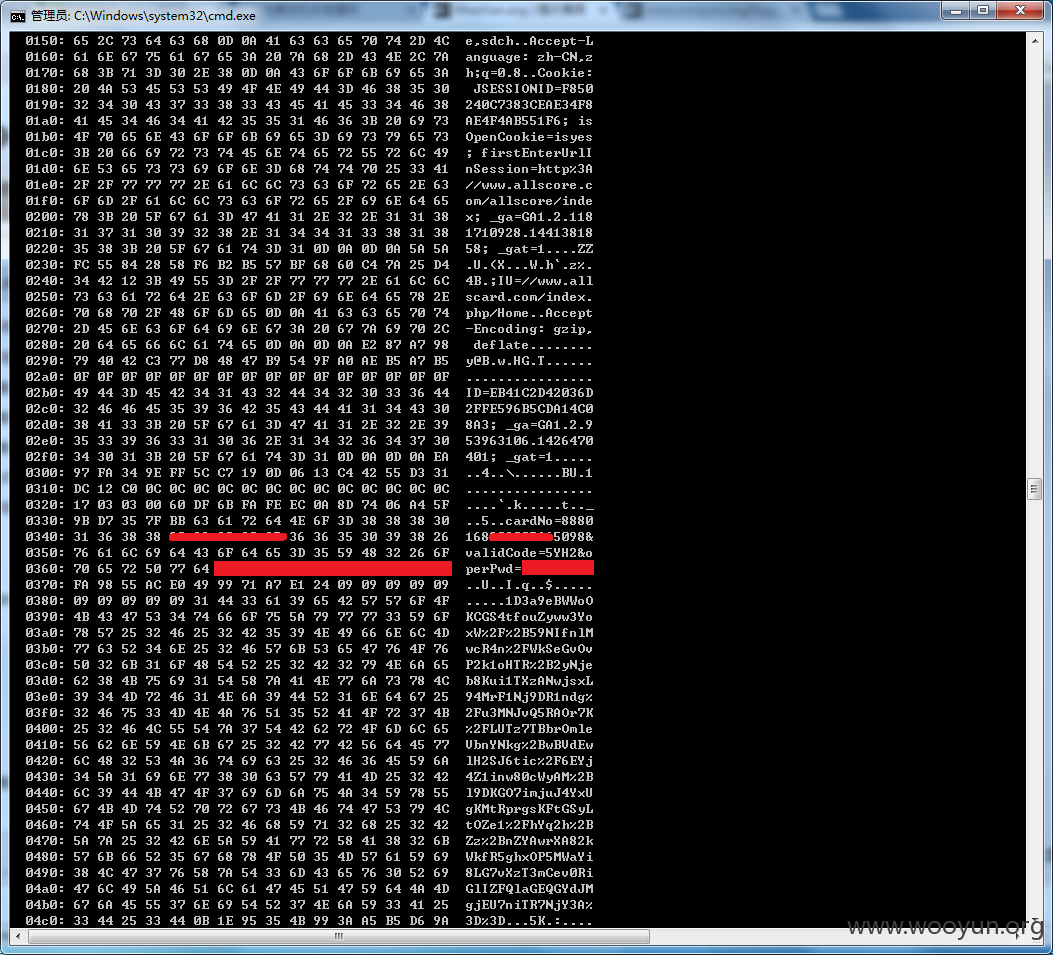 管理员: C:\Windows\system32\cmd.exe
0150: 65 2C 73 64 63 68 0D 0A 41 63 63 65 70 74 2D 4C e,sdch..Accept-L
0160: 61 6E 67 75 61 67 65 3A 20 7A 68 2D 43 4E 2C 7A anguage: zh-CN,z
0170: 68 3B 71 3D 30 2E 38 0D 0A 43 6F 6F 6B 69 65 3A h;q=0.8..Cookie:
0180: 20 4A 53 45 53 53 49 4F 4E 49 44 3D 46 38 35 30 JSESSIONID=F850
0190: 32 34 30 43 37 33 38 33 43 45 41 45 33 34 46 38 240C7383CEAE34F8
01a0: 41 45 34 46 34 41 42 35 35 31 46 36 3B 20 69 73 AE4F4AB551F6; is
01b0: 4F 70 65 6E 43 6F 6F 6B 69 65 3D 69 73 79 65 73 OpenCookie=isyes
01c0: 3B 20 66 69 72 73 74 45 6E 74 65 72 55 72 6C 49 ; firstEnterUrlI
01d0: 6E 53 65 73 73 69 6F 6E 3D 68 74 74 70 25 33 41 nSession=http%3A
01e0: 2F 2F 77 77 77 2E 61 6C 6C 73 63 6F 72 65 2E 63 //www.allscore.c
01f0: 6F 6D 2F 61 6C 6C 73 63 6F 72 65 2F 69 6E 64 65 om/allscore/inde
0200: 78 3B 20 5F 67 61 3D 47 41 31 2E 32 2E 31 31 38 x; _ga=GA1.2.118
0210: 31 37 31 30 39 32 38 2E 31 34 34 31 33 38 31 38 1710928.14413818
0220: 35 38 3B 20 5F 67 61 74 3D 31 0D 0A 0D 0A 5A 5A 58; _gat=1....ZZ
0230: FC 55 84 28 58 F6 B2 B5 57 BF 68 60 C4 7A 25 D4 .U.(X...W.h`.z%.
0240: 34 42 12 3B 49 55 3D 2F 2F 77 77 77 2E 61 6C 6C 4B.;IU=//www.all
0250: 73 63 61 72 64 2E 63 6F 6D 2F 69 6E 64 65 78 2E scard.com/index.
0260: 70 68 70 2F 48 6F 6D 65 0D 0A 41 63 63 65 70 74 php/Home..Accept
0270: 2D 45 6E 63 6F 64 69 6E 67 3A 20 67 7A 69 70 2C -Encoding: gzip,
0280: 20 64 65 66 6C 61 74 65 0D 0A 0D 0A E2 87 A7 98 deflate........
0290: 79 40 42 C3 77 D8 48 47 B9 54 9F A0 AE B5 A7 B5 y@B.w.HG.T......
02a0: 0F 0F 0F 0F 0F 0F 0F 0F 0F 0F 0F 0F 0F 0F 0F 0F ................
02b0: 49 44 3D 45 42 34 31 43 32 44 34 32 30 33 36 44 ID=EB41C2D42036D
02c0: 32 46 46 45 35 39 36 42 35 43 44 41 31 34 43 30 2FFE596B5CDA14C0
02d0: 38 41 33 3B 20 5F 67 61 3D 47 41 31 2E 32 2E 39 8A3; _ga=GA1.2.9
02e0: 35 33 39 36 33 31 30 36 2E 31 34 32 36 34 37 30 53963106.1426470
02f0: 34 30 31 3B 20 5F 67 61 74 3D 31 0D 0A 0D 0A EA 401; _gat=1.....
0300: 97 FA 34 9E FF 5C C7 19 0D 06 13 C4 42 55 D3 31 ..4..\......BU.1
0310: DC 12 C0 0C 0C 0C 0C 0C 0C 0C 0C 0C 0C 0C 0C 0C ................
0320: 17 03 03 00 60 DF 6B FA FE EC 0A 8D 74 06 A4 5F ....`.k.....t.._
0330: 9B D7 35 7F BB 63 61 72 64 4E 6F 3D 38 38 38 30 ..5..cardNo=8880
0340: 31 36 38 38 36 36 35 30 39 38 26 168 5098&
0350: 76 61 6C 69 64 43 6F 64 65 3D 35 59 48 32 26 6F validCode=5YH2&o
0360: 70 65 72 50 77 64 perPwd=
0370: FA 98 55 AC E0 49 99 71 A7 E1 24 09 09 09 09 09 ..U..I.q..$.....
0380: 09 09 09 09 09 31 44 33 61 39 65 42 57 57 6F 4F .....1D3a9eBWWoO
0390: 4B 43 47 53 34 74 66 6F 75 5A 79 77 77 33 59 6F KCGS4tfouZyww3Yo
03a0: 78 57 25 32 46 25 32 42 35 39 4E 49 66 6E 6C 4D xW%2F%2B59NIfnlM
03b0: 77 63 52 34 6E 25 32 46 57 6B 53 65 47 76 4F 76 wcR4n%2FWkSeGvOv
03c0: 50 32 6B 31 6F 48 54 52 25 32 42 32 79 4E 6A 65 P2k1oHTR%2B2yNje
03d0: 62 38 4B 75 69 31 54 58 7A 41 4E 77 6A 73 78 4C b8Kui1TXzANwjsxL
03e0: 39 34 4D 72 46 31 4E 6A 39 44 52 31 6E 64 67 25 94MrF1Nj9DR1ndg%
03f0: 32 46 75 33 4D 4E 4A 76 51 35 52 41 4F 72 37 4B 2Fu3MNJvQ5RAOr7K
0400: 25 32 46 4C 55 54 7A 37 54 42 62 72 4F 6D 6C 65 %2FLUTz7TBbrOmle
0410: 56 62 6E 59 4E 6B 67 25 32 42 77 42 56 64 45 77 VbnYNkg%2BwBVdEw
0420: 6C 48 32 53 4A 36 74 69 63 25 32 46 36 45 59 6A lH2SJ6tic%2F6EYj
0430: 34 5A 31 69 6E 77 38 30 63 57 79 41 4D 25 32 42 4Z1inw80cWyAM%2B
0440: 6C 39 44 4B 47 4F 37 69 6D 6A 75 4A 34 59 78 55 l9DKGO7imjuJ4YxU
0450: 67 4B 4D 74 52 70 72 67 73 4B 46 74 47 53 79 4C gKMtRprgsKFtGSyL
0460: 74 4F 5A 65 31 25 32 46 68 59 71 32 68 25 32 42 tOZe1%2FhYq2h%2B
0470: 5A 7A 25 32 42 6E 5A 59 41 77 72 58 41 38 32 6B Zz%2BnZYAwrXA82k
0480: 57 6B 66 52 35 67 68 78 4F 50 35 4D 57 61 59 69 WkfR5ghxOP5MWaYi
0490: 38 4C 47 37 76 58 7A 54 33 6D 43 65 76 30 52 69 8LG7vXzT3mCev0Ri
04a0: 47 6C 49 5A 46 51 6C 61 47 45 51 47 59 64 4A 4D GlIZFQlaGEQGYdJM
04b0: 67 6A 45 55 37 6E 69 54 52 37 4E 6A 59 33 41 25 gjEU7niTR7NjY3A%
04c0: 33 44 25 33 44 0B 1E 95 35 4B 99 3A A5 B5 D6 9A 3D%3D...5K.:....
www.wooyun.org